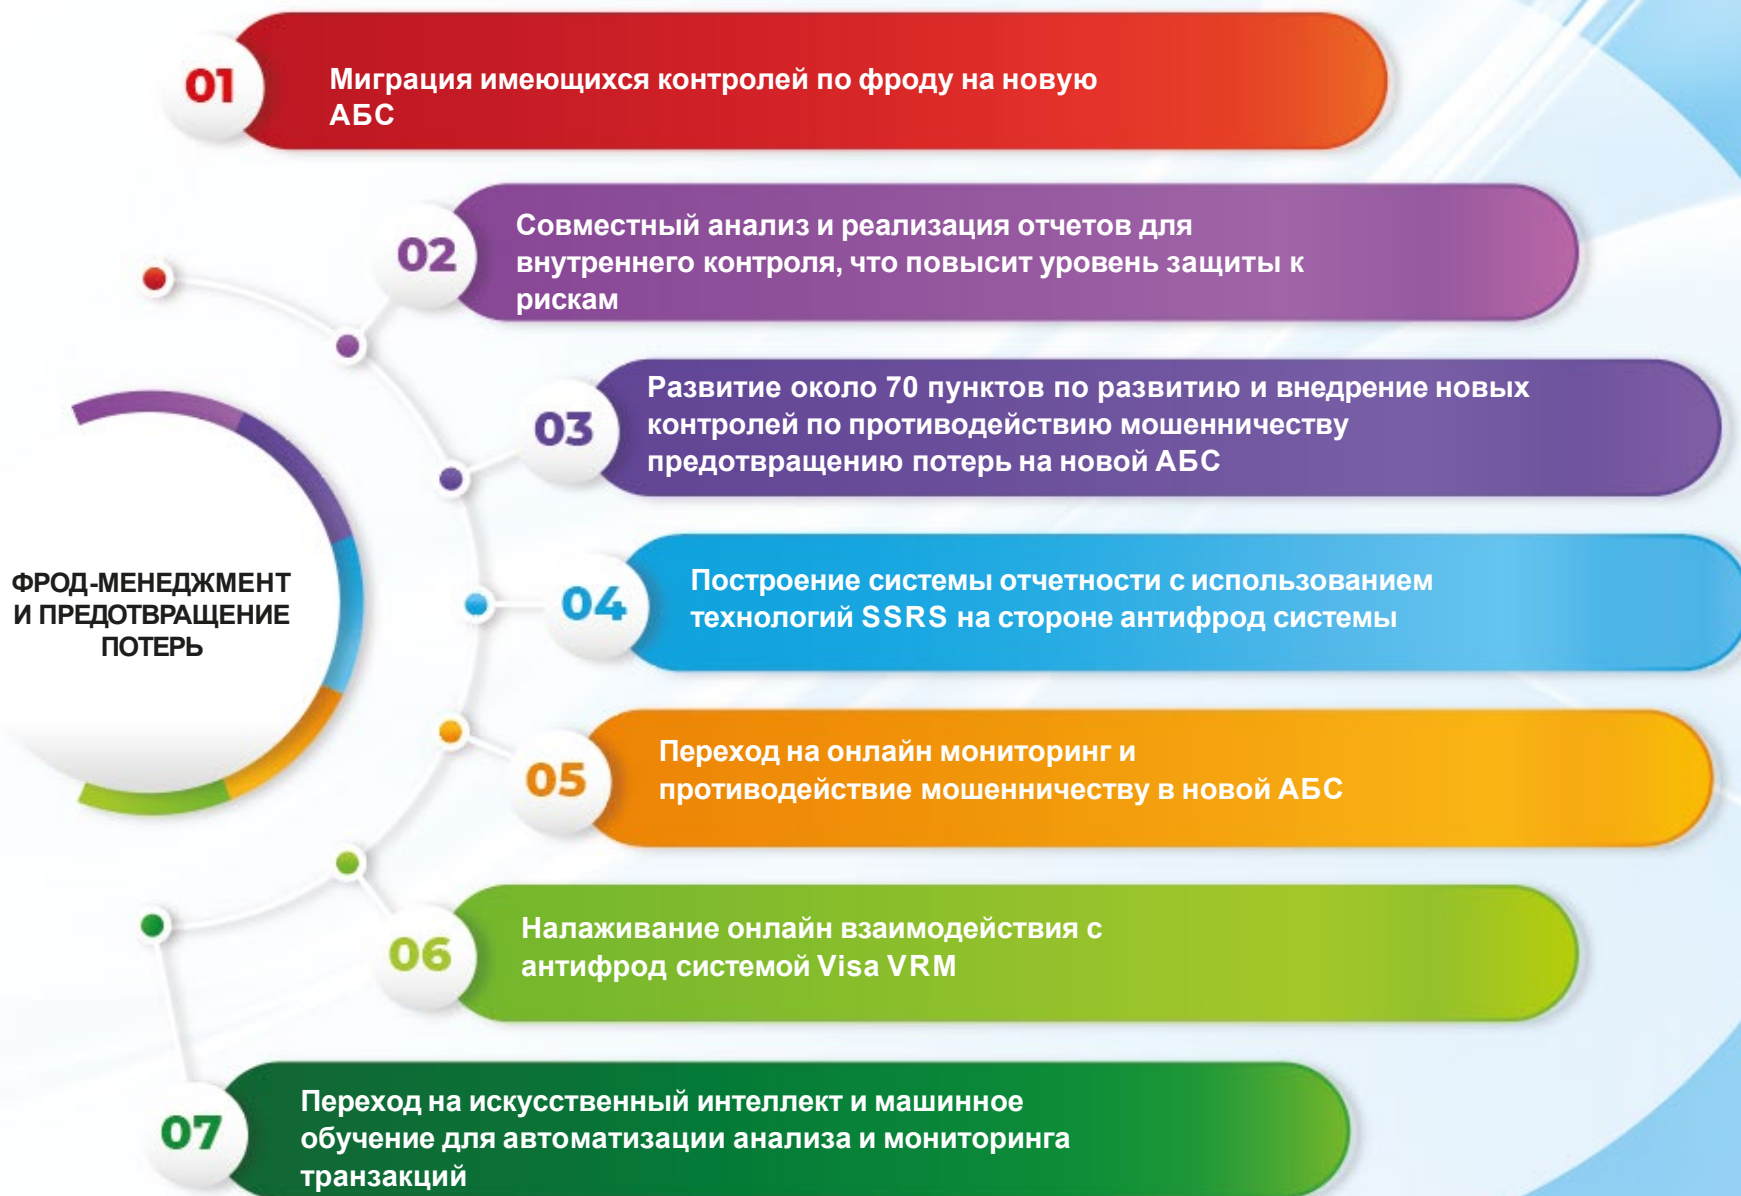 01
Миграция имеющихся контролей по фроду на новую
АБС
02
Совместный анализ и реализация отчетов для
внутреннего контроля, что повысит уровень защиты к
рискам
03
Развитие около 70 пунктов по развитию и внедрение новых
контролей по противодействию мошенничеству
предотвращению потерь на новой АБС
ФРОД-МЕНЕДЖМЕНТ
И ПРЕДОТВРАЩЕНИЕ
ПОТЕРЬ
04
Построение системы отчетности с использованием
технологий SSRS на стороне антифрод системы
05
Переход на онлайн мониторинг и
противодействие мошенничеству в новой АБС
06
Налаживание онлайн взаимодействия с
антифрод системой Visa VRM
07
Переход на искусственный интеллект и машинное
обучение для автоматизации анализа и мониторинга
транзакций